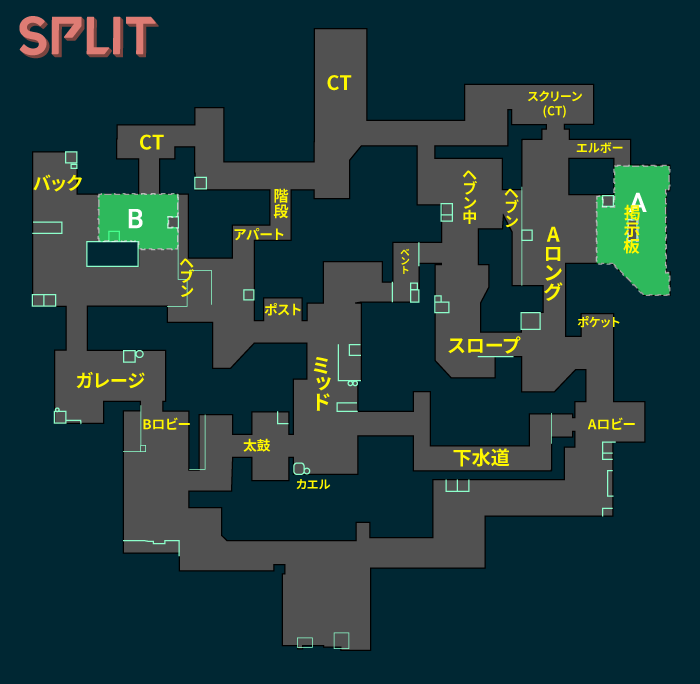 SPLIT
CT
スクリーン
(CT)
CT
エルボー
バック
ヘブン中
ヘブン
階段
B
A
掲示板
アパート
Aロング
ベント
ヘブン
ポスト
ポケット
スロープ
ミッド
ガレージ
Bロビー
Aロビー
太鼓
下水道
カエル